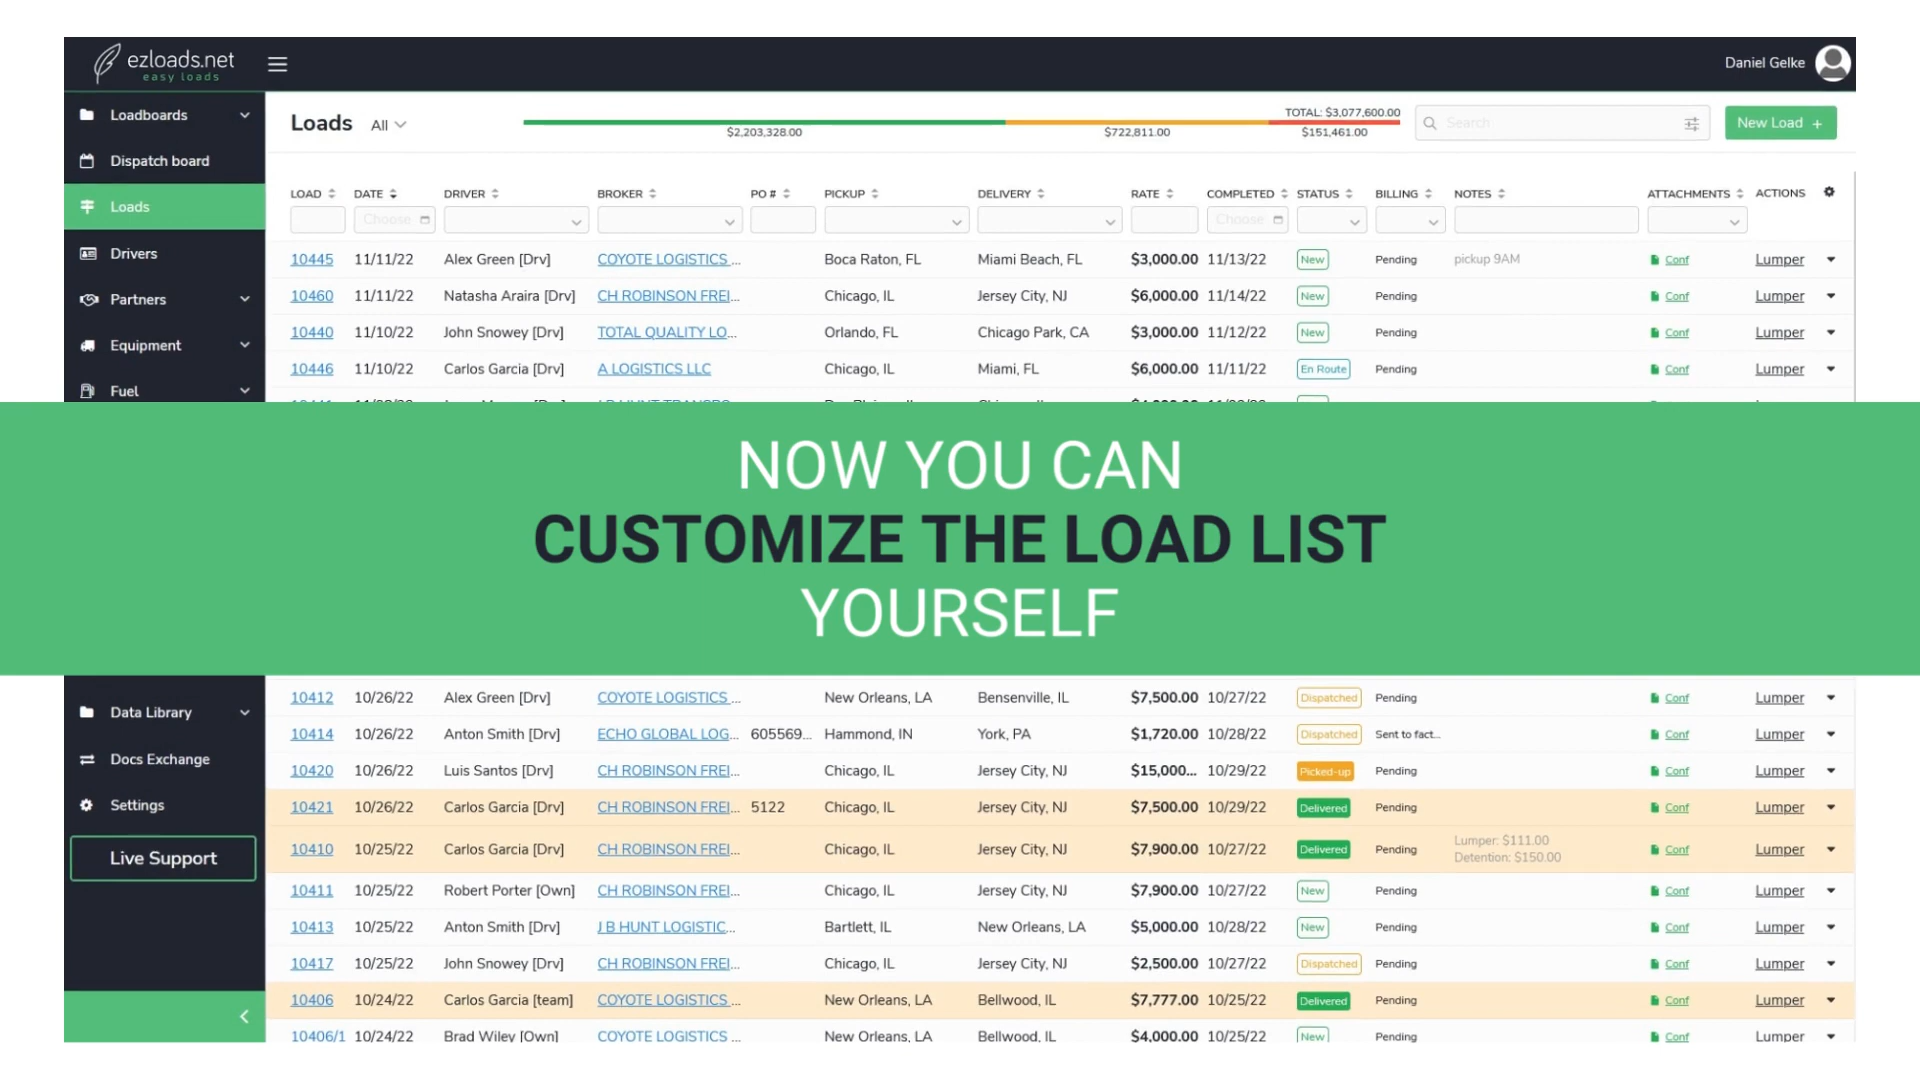 ezloads.net
easy loads
Daniel Gelke
Loadboards
Dispatch board
Loads
Drivers
Partners
Equipment
Fuel
Loads All
TOTAL: $3,077,600.00
$2,203,328.00 $722,811.00 $151,461.00
Search
New Load +
LOAD DATE DRIVER BROKER PO # PICKUP DELIVERY RATE COMPLETED STATUS BILLING NOTES ATTACHMENTS ACTIONS
Choose Choose
10445 11/11/22 Alex Green [Drv] COYOTE LOGISTICS ... Boca Raton, FL Miami Beach, FL $3,000.00 11/13/22 New Pending pickup 9AM Conf Lumper
10460 11/11/22 Natasha Araira [Drv] CH ROBINSON FREI... Chicago, IL Jersey City, NJ $6,000.00 11/14/22 New Pending Conf Lumper
10440 11/10/22 John Snowey [Drv] TOTAL QUALITY LO... Orlando, FL Chicago Park, CA $3,000.00 11/12/22 New Pending Conf Lumper
10446 11/10/22 Carlos Garcia [Drv] A LOGISTICS LLC Chicago, IL Miami, FL $6,000.00 11/11/22 En Route Pending Conf Lumper
NOW YOU CAN
CUSTOMIZE THE LOAD LIST
YOURSELF
Data Library
Docs Exchange
Settings
Live Support
10412 10/26/22 Alex Green [Drv] COYOTE LOGISTICS ... New Orleans, LA Bensenville, IL $7,500.00 10/27/22 Dispatched Pending Conf Lumper
10414 10/26/22 Anton Smith [Drv] ECHO GLOBAL LOG... 605569... Hammond, IN York, PA $1,720.00 10/28/22 Dispatched Sent to fact... Conf Lumper
10420 10/26/22 Luis Santos [Drv] CH ROBINSON FREI... Chicago, IL Jersey City, NJ $15,000... 10/29/22 Picked-up Pending Conf Lumper
10421 10/26/22 Carlos Garcia [Drv] CH ROBINSON FREI... 5122 Chicago, IL Jersey City, NJ $7,500.00 10/29/22 Delivered Pending Conf Lumper
10410 10/25/22 Carlos Garcia [Drv] CH ROBINSON FREI... Chicago, IL Jersey City, NJ $7,900.00 10/27/22 Delivered Pending Lumper: $111.00 Detention: $150.00 Conf Lumper
10411 10/25/22 Robert Porter [Own] CH ROBINSON FREI... Chicago, IL Jersey City, NJ $7,900.00 10/27/22 New Pending Conf Lumper
10413 10/25/22 Anton Smith [Drv] J B HUNT LOGISTIC... Bartlett, IL New Orleans, LA $5,000.00 10/28/22 New Pending Conf Lumper
10417 10/25/22 John Snowey [Drv] CH ROBINSON FREI... Chicago, IL Jersey City, NJ $2,500.00 10/27/22 Dispatched Pending Conf Lumper
10406 10/24/22 Carlos Garcia [team] COYOTE LOGISTICS ... New Orleans, LA Bellwood, IL $7,777.00 10/25/22 Delivered Pending Conf Lumper
10406/1 10/24/22 Brad Wiley [Own] COYOTE LOGISTICS ... New Orleans, LA Bellwood, IL $4,000.00 10/25/22 New Pending Conf Lumper